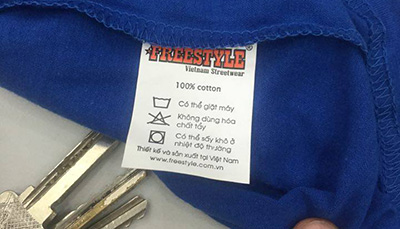 FREESTYLE®
Vietnam Streetwear
100% cotton
Có thể giặt máy
Không dùng hóa
chất tẩy
Có thể sấy khô ở
nhiệt độ thường
Thiết kế và sản xuất tại Việt Nam
www.freestyle.com.vn